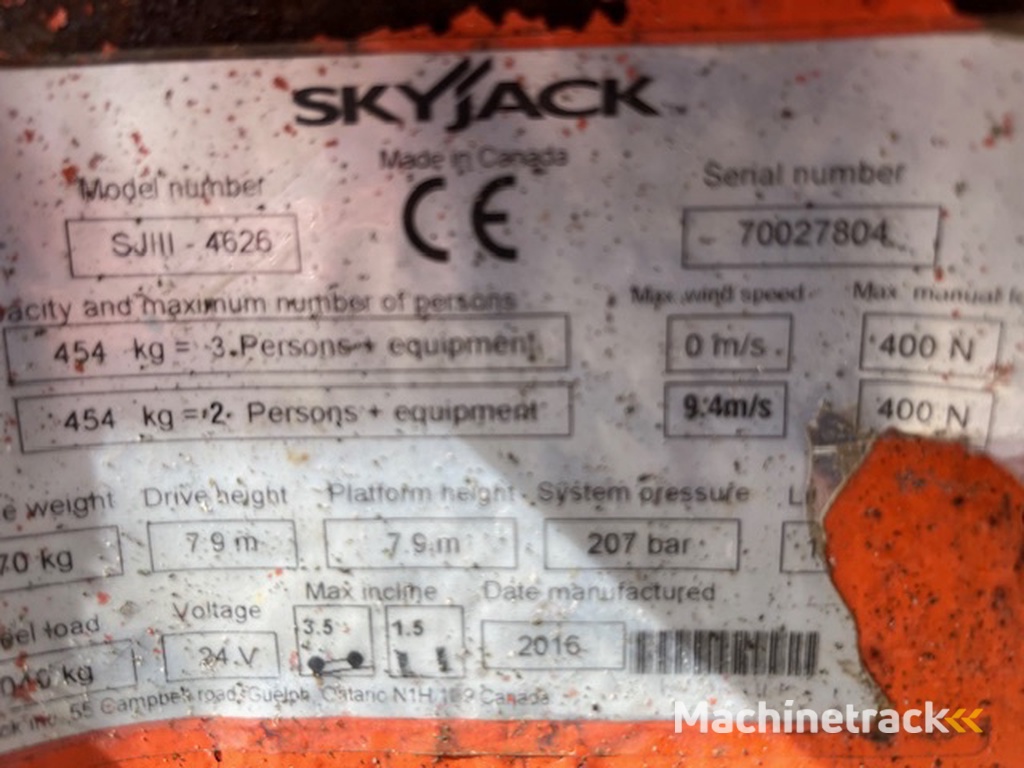 SKYJACK
Made in Canada
CE
Model number
Serial number
SJIII - 4626
70027804
acity and maximum number of persons
Max wind speed
Max manual fo
454 kg = 3 Persons + equipment
0 m/s
400 N
454 kg = 2 Persons + equipment
9.4m/s
400 N
e weight
Drive height
Platform height
System pressure
70 kg
7.9 m
7.9 m
207 bar
eel load
Voltage
Max incline
Date manufactured
kg
24 V
3.5
1.5
2016
55 Campbell road, Guelph, Ontario N1H Canada
Machinetrack